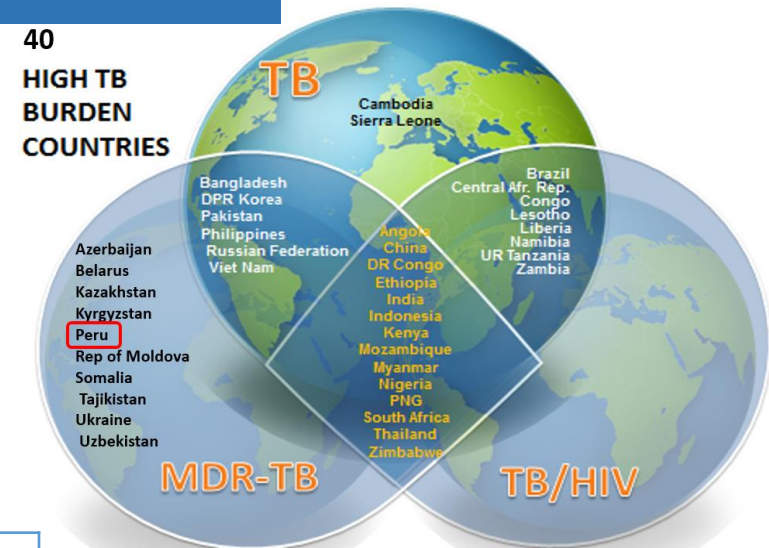 40
HIGH TB
BURDEN
COUNTRIES
TB
Cambodia
Sierra Leone
Bangladesh
DPR Korea
Pakistan
Philippines
Russian Federation
Viet Nam
Brazil
Central Afr. Rep.
Congo
Lesotho
Liberia
Namibia
UR Tanzania
Zambia
Angola
China
DR Congo
Ethiopia
India
Indonesia
Kenya
Mozambique
Myanmar
Nigeria
PNG
South Africa
Thailand
Zimbabwe
Azerbaijan
Belarus
Kazakhstan
Kyrgyzstan
Peru
Rep of Moldova
Somalia
Tajikistan
Ukraine
Uzbekistan
MDR-TB
TB/HIV